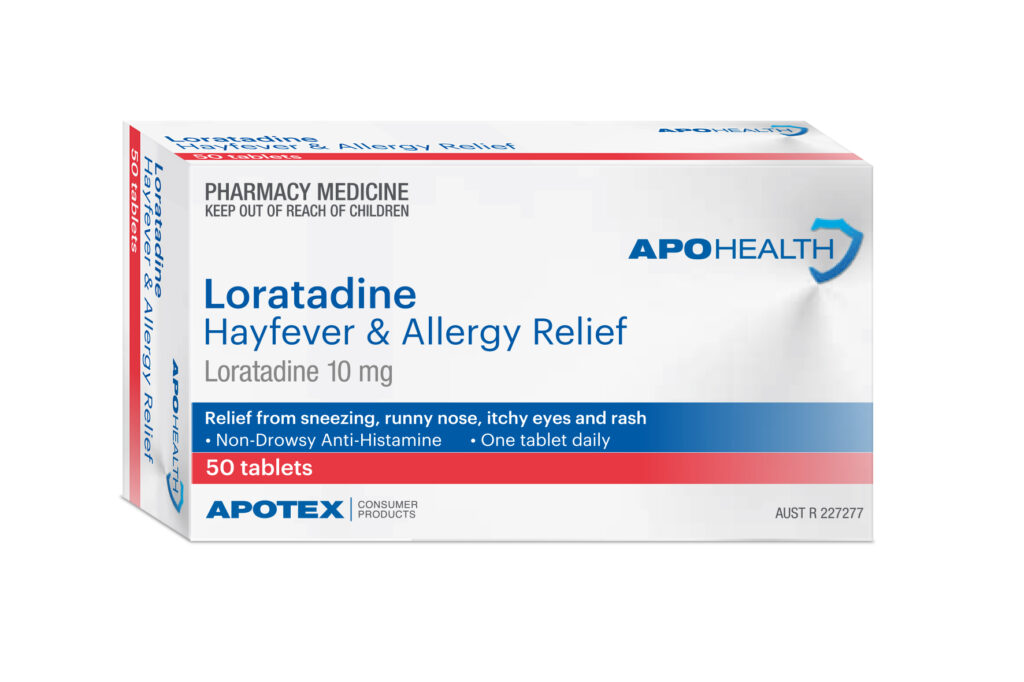 Loratadine
Hayfever & Allergy Relief
50 tablets
APOHEALTH
Loratadine
Hayfever & Allergy Relief
50 tablets
APOHEALTH
PHARMACY MEDICINE
KEEP OUT OF REACH OF CHILDREN
APOHEALTH
Loratadine
Hayfever & Allergy Relief
Loratadine 10 mg
Relief from sneezing, runny nose, itchy eyes and rash
• Non-Drowsy Anti-Histamine • One tablet daily
50 tablets
APOTEX CONSUMER
PRODUCTS
AUST R 227277